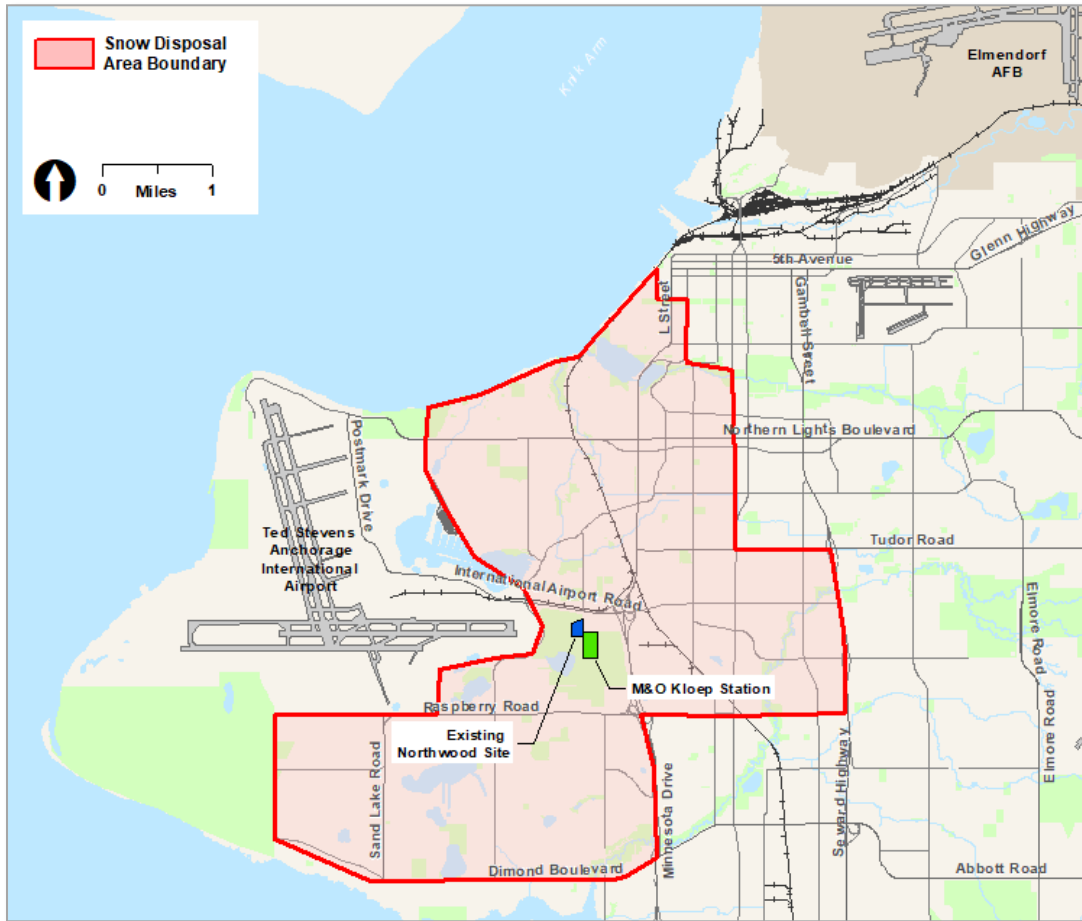 Snow Disposal
Area Boundary
0
1
Miles
Elmendorf
AFB
Knik Arm
Glenn Highway
5th Avenue
L Street
Gambell Street
Northern Lights Boulevard
Postmark Drive
Ted Stevens
Anchorage
International
Airport
Tudor Road
International Airport Road
Elmore Road
M&O Kloep Station
Raspberry Road
Existing
Northwood Site
Sand Lake Road
Minnesota Drive
Seward Highway
Elmore Road
Dimond Boulevard
Abbott Road